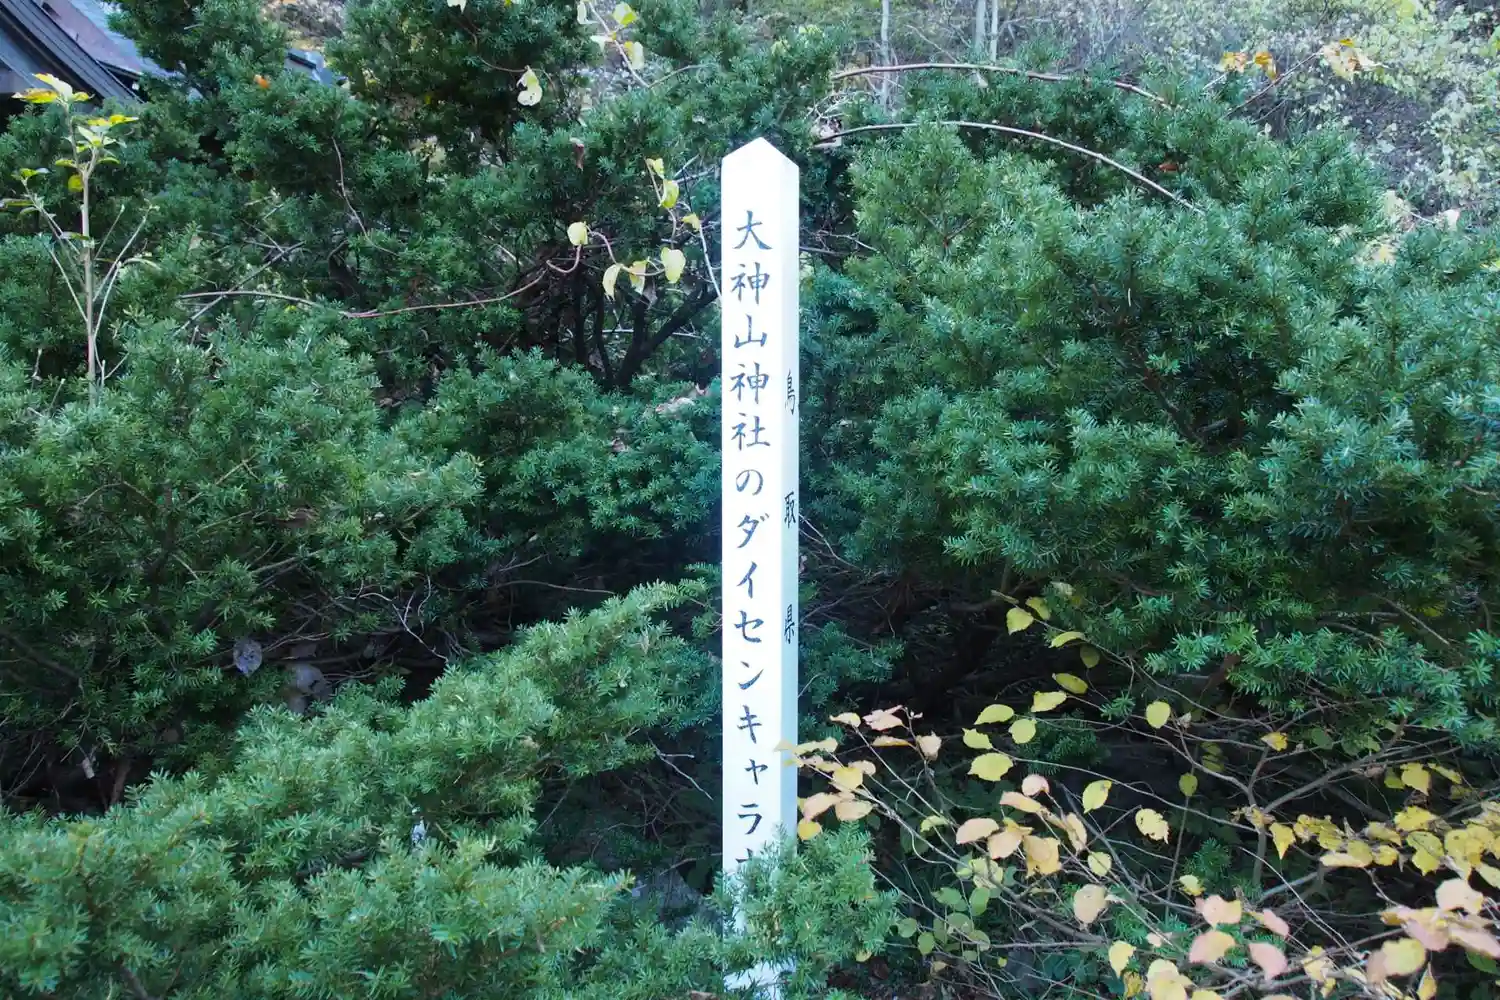 大神山神社のダイセンキャラ
鳥取県